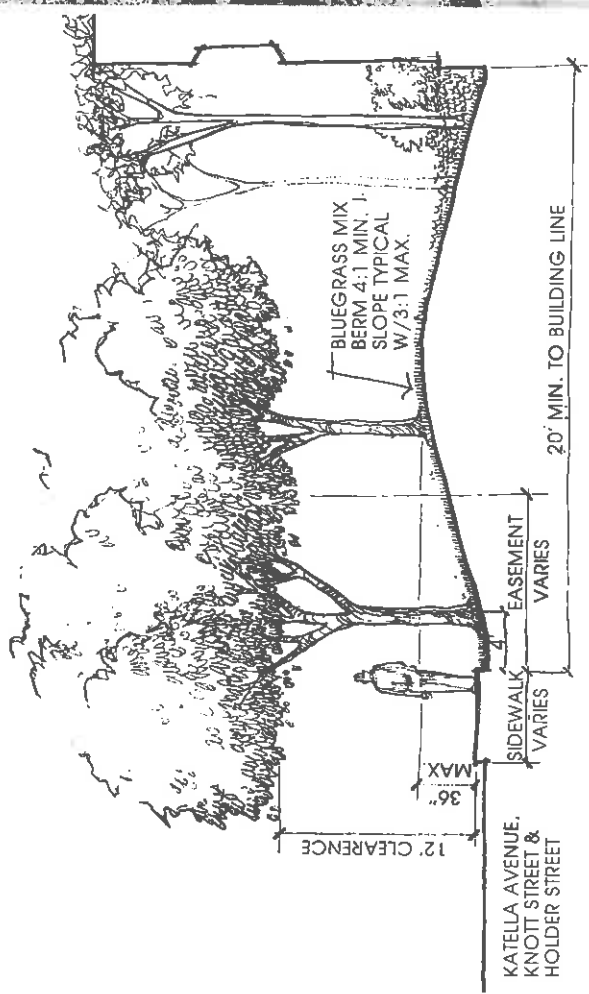 BLUEGRASS MIX
BERM 4:1 MIN.
SLOPE TYPICAL
W/3:1 MAX.
20' MIN. TO BUILDING LINE
EASEMENT
VARIES
SIDEWALK
VARIES
4'
36"
MAX
12' CLEARENCE
KATELLA AVENUE,
KNOTT STREET &
HOLDER STREET